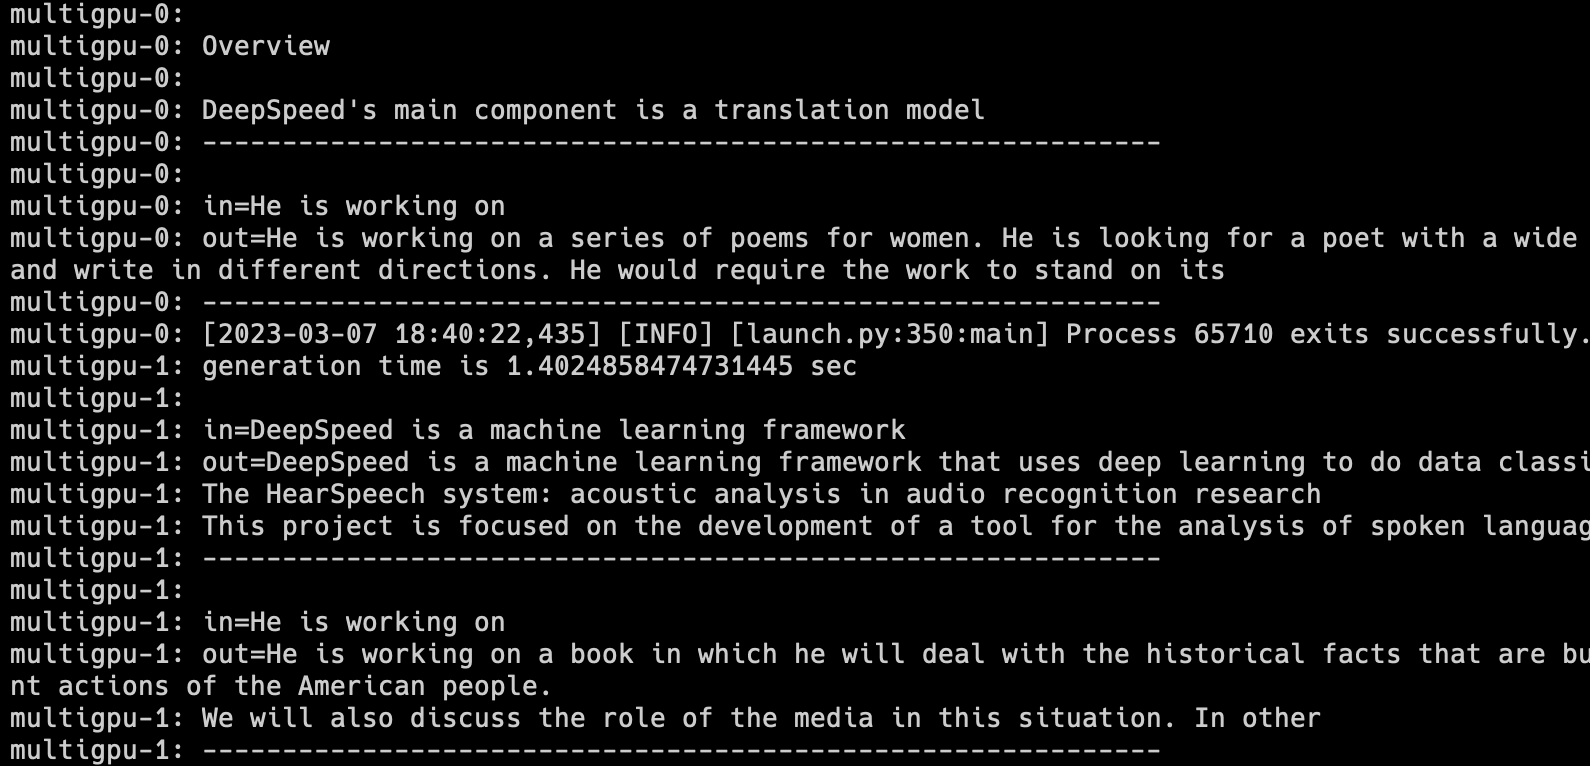 multigpu-0:
multigpu-0: Overview
multigpu-0:
multigpu-0: DeepSpeed's main component is a translation model
multigpu-0: ------------------------------------------------------------
multigpu-0:
multigpu-0: in=He is working on
multigpu-0: out=He is working on a series of poems for women. He is looking for a poet with a wide
and write in different directions. He would require the work to stand on its
multigpu-0: ------------------------------------------------------------
multigpu-0: [2023-03-07 18:40:22,435] [INFO] [launch.py:350:main] Process 65710 exits successfully.
multigpu-1: generation time is 1.4024858474731445 sec
multigpu-1:
multigpu-1: in=DeepSpeed is a machine learning framework
multigpu-1: out=DeepSpeed is a machine learning framework that uses deep learning to do data classi
multigpu-1: The HearSpeech system: acoustic analysis in audio recognition research
multigpu-1: This project is focused on the development of a tool for the analysis of spoken languag
multigpu-1: ------------------------------------------------------------
multigpu-1:
multigpu-1: in=He is working on
multigpu-1: out=He is working on a book in which he will deal with the historical facts that are bu
nt actions of the American people.
multigpu-1: We will also discuss the role of the media in this situation. In other
multigpu-1: ------------------------------------------------------------